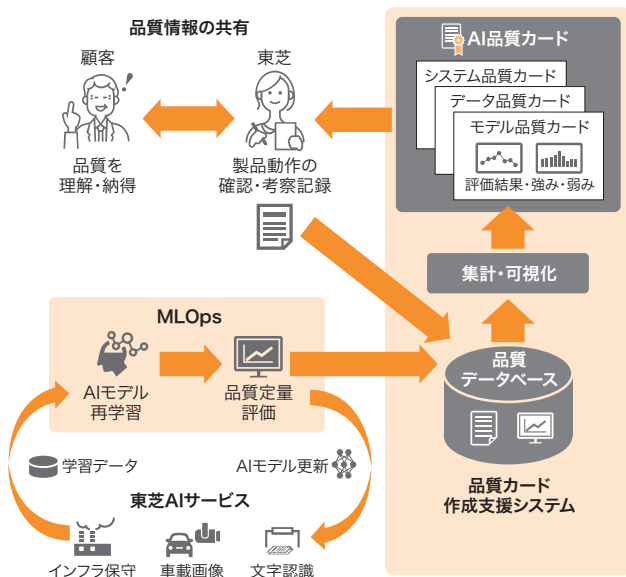 品質情報の共有
顧客
東芝
品質を
理解・納得
製品動作の
確認・考察記録
AI品質カード
システム品質カード
データ品質カード
モデル品質カード
評価結果・強み・弱み
集計・可視化
品質
データベース
品質カード
作成支援システム
MLOps
AIモデル
再学習
品質定量
評価
学習データ
AIモデル更新
東芝AIサービス
インフラ保守
車載画像
文字認識